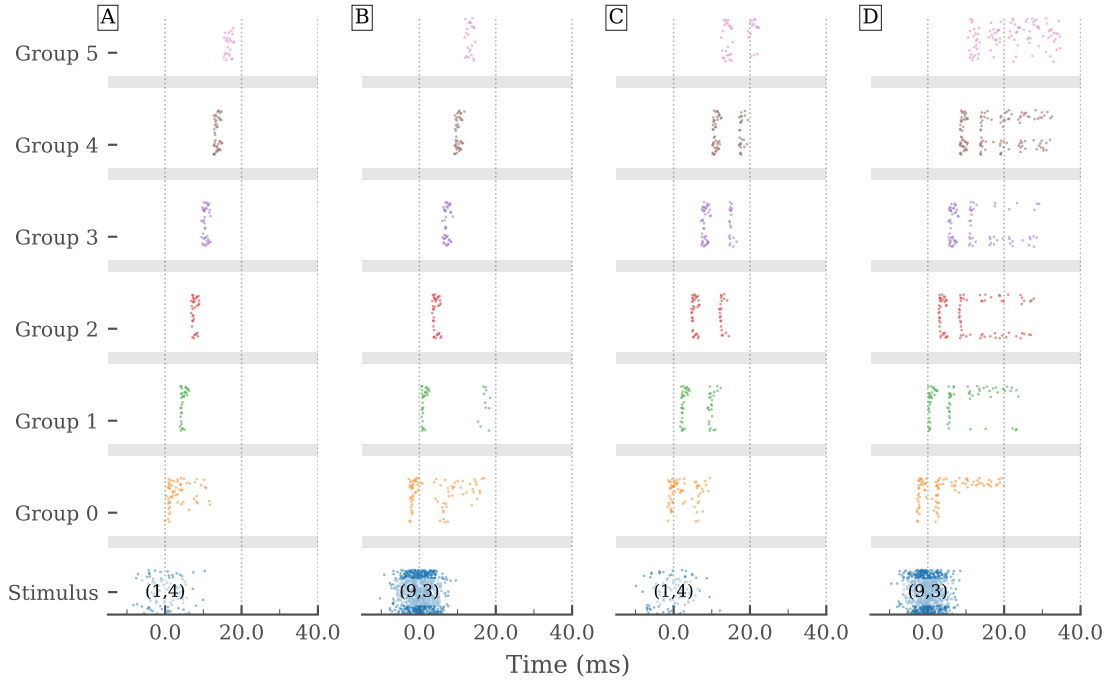 A B C D
Group 5
Group 4
Group 3
Group 2
Group 1
Group 0
Stimulus (1,4) (9,3) (1,4) (9,3)
0.0 20.0 40.0 0.0 20.0 40.0 0.0 20.0 40.0 0.0 20.0 40.0
Time (ms)